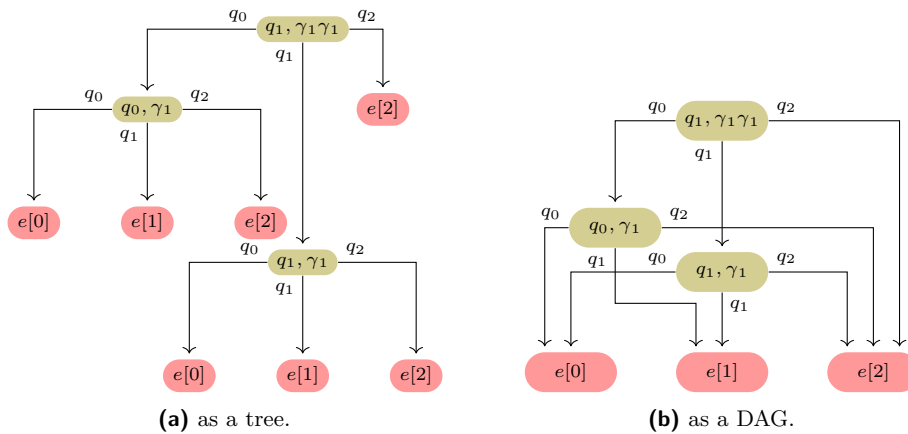 q₀ q₁, γ₁γ₁ q₂
q₁
q₀ q₀, γ₁ q₂
q₁
e[2]
e[0] e[1] e[2]
q₀ q₁, γ₁ q₂
q₁
e[0] e[1] e[2]
(a) as a tree.
q₀ q₁, γ₁γ₁ q₂
q₁
q₀ q₀, γ₁ q₂
q₁ q₀ q₁, γ₁ q₂
q₁
e[0] e[1] e[2]
(b) as a DAG.